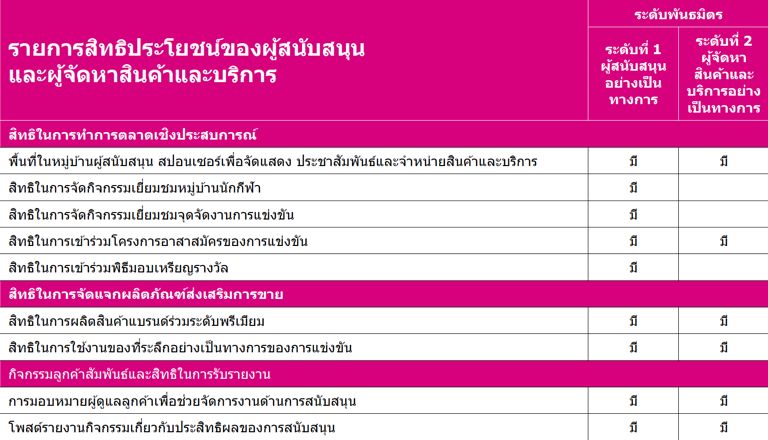 รายการสิทธิประโยชน์ของผู้สนับสนุน
และผู้จัดหาสินค้าและบริการ
ระดับพันธมิตร
ระดับที่ 1
ผู้สนับสนุน
อย่างเป็น
ทางการ
ระดับที่ 2
ผู้จัดหา
สินค้าและ
บริการอย่าง
เป็นทางการ
สิทธิในการทำการตลาดเชิงประสบการณ์
พื้นที่ในหมู่บ้านผู้สนับสนุน สปอนเซอร์เพื่อจัดแสดง ประชาสัมพันธ์และจำหน่ายสินค้าและบริการ มี มี
สิทธิในการจัดกิจกรรมเยี่ยมชมหมู่บ้านนักกีฬา มี
สิทธิในการจัดกิจกรรมเยี่ยมชมจุดจัดงานการแข่งขัน มี
สิทธิในการเข้าร่วมโครงการอาสาสมัครของการแข่งขัน มี มี
สิทธิในการเข้าร่วมพิธีมอบเหรียญรางวัล มี
สิทธิในการจัดแจกผลิตภัณฑ์ส่งเสริมการขาย
สิทธิในการผลิตสินค้าแบรนด์ร่วมระดับพรีเมียม มี มี
สิทธิในการใช้งานของที่ระลึกอย่างเป็นทางการของการแข่งขัน มี มี
กิจกรรมลูกค้าสัมพันธ์และสิทธิในการรับรายงาน
การมอบหมายผู้ดูแลลูกค้าเพื่อช่วยจัดการงานด้านการสนับสนุน มี มี
โพสต์รายงานกิจกรรมเกี่ยวกับประสิทธิผลของการสนับสนุน มี มี